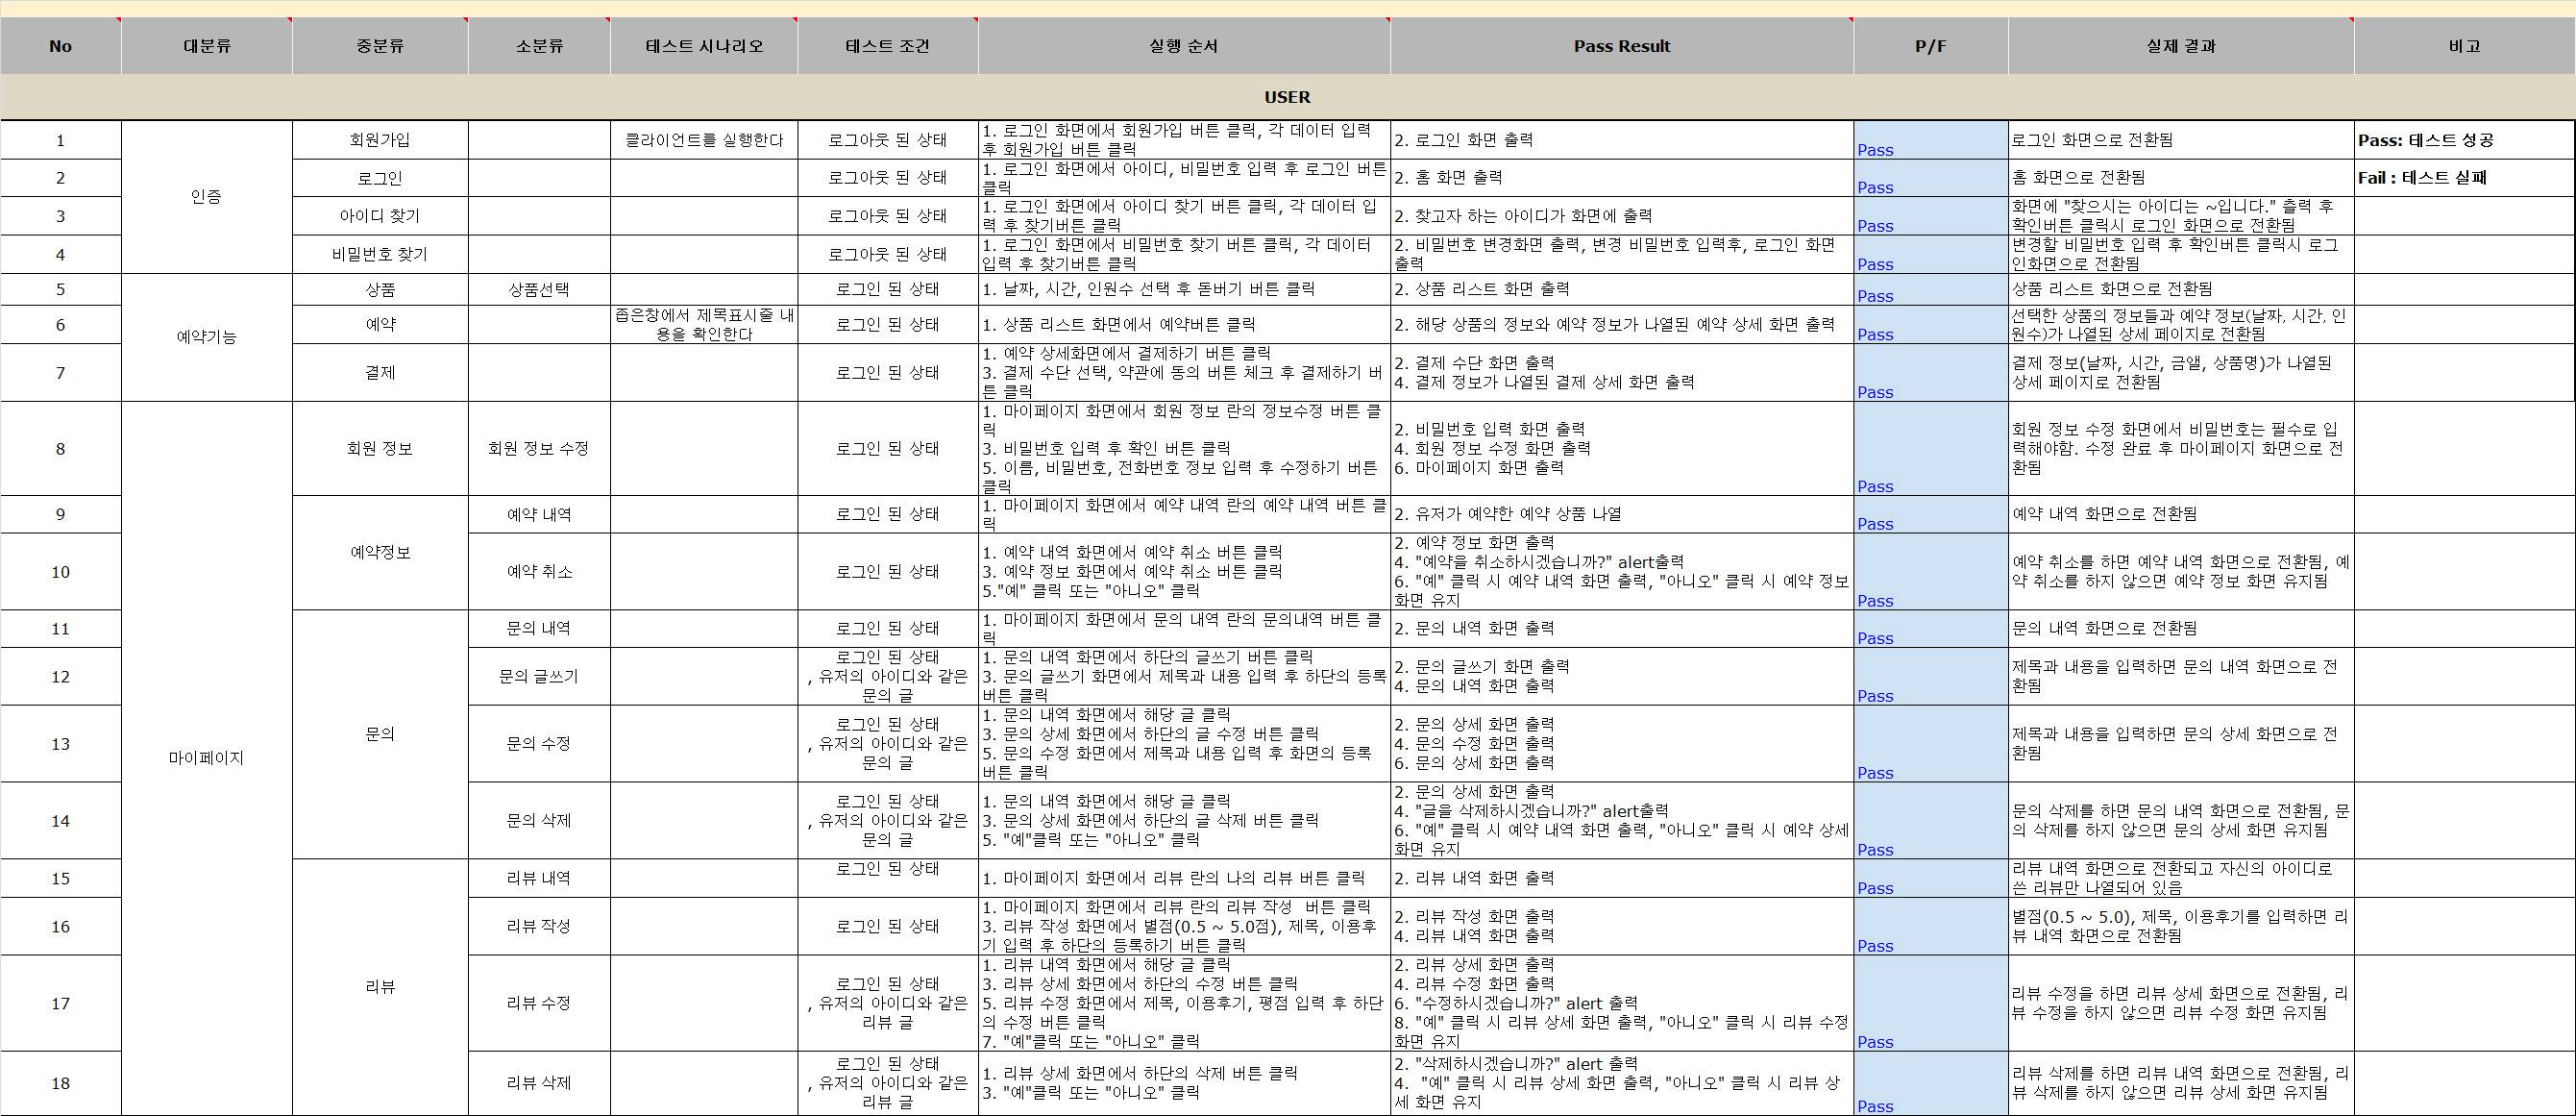 No 대분류 중분류 소분류 테스트 시나리오 테스트 조건 실행 순서 Pass Result P/F 실제 결과 비고
USER
인증
예약기능
마이페이지
1 회원가입 클라이언트를 실행한다 로그아웃 된 상태
1. 로그인 화면에서 회원가입 버튼 클릭, 각 데이터 입력
후 회원가입 버튼 클릭
2. 로그인 화면 출력
Pass
로그인 화면으로 전환됨
Pass: 테스트 성공
2 로그인 로그아웃 된 상태
1. 로그인 화면에서 아이디, 비밀번호 입력 후 로그인 버튼
클릭
2. 홈 화면 출력
Pass
홈 화면으로 전환됨
Fail : 테스트 실패
3 아이디 찾기 로그아웃 된 상태
1. 로그인 화면에서 아이디 찾기 버튼 클릭, 각 데이터 입
력 후 찾기버튼 클릭
2. 찾고자 하는 아이디가 화면에 출력
Pass
화면에 "찾으시는 아이디는 ~입니다." 출력 후
확인버튼 클릭시 로그인 화면으로 전환됨
4 비밀번호 찾기 로그아웃 된 상태
1. 로그인 화면에서 비밀번호 찾기 버튼 클릭, 각 데이터
입력 후 찾기버튼 클릭
2. 비밀번호 변경화면 출력, 변경 비밀번호 입력후, 로그인 화면
출력
Pass
변경할 비밀번호 입력 후 확인버튼 클릭시 로그
인화면으로 전환됨
5 상품 상품선택 로그인 된 상태
1. 날짜, 시간, 인원수 선택 후 돋버기 버튼 클릭
2. 상품 리스트 화면 출력
Pass
상품 리스트 화면으로 전환됨
6 예약
좁은창에서 제목표시줄 내
용을 확인한다
로그인 된 상태
1. 상품 리스트 화면에서 예약버튼 클릭
2. 해당 상품의 정보와 예약 정보가 나열된 예약 상세 화면 출력
Pass
선택한 상품의 정보들과 예약 정보(날짜, 시간, 인
원수)가 나열된 상세 페이지로 전환됨
7 결제 로그인 된 상태
1. 예약 상세화면에서 결제하기 버튼 클릭
3. 결제 수단 선택, 약관에 동의 버튼 체크 후 결제하기 버
튼 클릭
2. 결제 수단 화면 출력
4. 결제 정보가 나열된 결제 상세 화면 출력
Pass
결제 정보(날짜, 시간, 금액, 상품명)가 나열된
상세 페이지로 전환됨
8 회원 정보 회원 정보 수정 로그인 된 상태
1. 마이페이지 화면에서 회원 정보 란의 정보수정 버튼 클
릭
3. 비밀번호 입력 후 확인 버튼 클릭
5. 이름, 비밀번호, 전화번호 정보 입력 후 수정하기 버튼
클릭
2. 비밀번호 입력 화면 출력
4. 회원 정보 수정 화면 출력
6. 마이페이지 화면 출력
Pass
회원 정보 수정 화면에서 비밀번호는 필수로 입
력해야함. 수정 완료 후 마이페이지 화면으로 전
환됨
예약정보
9 예약 내역 로그인 된 상태
1. 마이페이지 화면에서 예약 내역 란의 예약 내역 버튼 클
릭
2. 유저가 예약한 예약 상품 나열
Pass
예약 내역 화면으로 전환됨
10 예약 취소 로그인 된 상태
1. 예약 내역 화면에서 예약 취소 버튼 클릭
3. 예약 정보 화면에서 예약 취소 버튼 클릭
5."예" 클릭 또는 "아니오" 클릭
2. 예약 정보 화면 출력
4. "예약을 취소하시겠습니까?" alert출력
6. "예" 클릭 시 예약 내역 화면 출력, "아니오" 클릭 시 예약 정보
화면 유지
Pass
예약 취소를 하면 예약 내역 화면으로 전환됨, 예
약 취소를 하지 않으면 예약 정보 화면 유지됨
문의
11 문의 내역 로그인 된 상태
1. 마이페이지 화면에서 문의 내역 란의 문의내역 버튼 클
릭
2. 문의 내역 화면 출력
Pass
문의 내역 화면으로 전환됨
12 문의 글쓰기
로그인 된 상태
, 유저의 아이디와 같은
문의 글
1. 문의 내역 화면에서 하단의 글쓰기 버튼 클릭
3. 문의 글쓰기 화면에서 제목과 내용 입력 후 하단의 등록
버튼 클릭
2. 문의 글쓰기 화면 출력
4. 문의 내역 화면 출력
Pass
제목과 내용을 입력하면 문의 내역 화면으로 전
환됨
13 문의 수정
로그인 된 상태
, 유저의 아이디와 같은
문의 글
1. 문의 내역 화면에서 해당 글 클릭
3. 문의 상세 화면에서 하단의 글 수정 버튼 클릭
5. 문의 수정 화면에서 제목과 내용 입력 후 화면의 등록
버튼 클릭
2. 문의 상세 화면 출력
4. 문의 수정 화면 출력
6. 문의 상세 화면 출력
Pass
제목과 내용을 입력하면 문의 상세 화면으로 전
환됨
14 문의 삭제
로그인 된 상태
, 유저의 아이디와 같은
문의 글
1. 문의 내역 화면에서 해당 글 클릭
3. 문의 상세 화면에서 하단의 글 삭제 버튼 클릭
5. "예"클릭 또는 "아니오" 클릭
2. 문의 상세 화면 출력
4. "글을 삭제하시겠습니까?" alert출력
6. "예" 클릭 시 예약 내역 화면 출력, "아니오" 클릭 시 예약 상세
화면 유지
Pass
문의 삭제를 하면 문의 내역 화면으로 전환됨, 문
의 삭제를 하지 않으면 문의 상세 화면 유지됨
리뷰
15 리뷰 내역 로그인 된 상태
1. 마이페이지 화면에서 리뷰 란의 나의 리뷰 버튼 클릭
2. 리뷰 내역 화면 출력
Pass
리뷰 내역 화면으로 전환되고 자신의 아이디로
쓴 리뷰만 나열되어 있음
16 리뷰 작성 로그인 된 상태
1. 마이페이지 화면에서 리뷰 란의 리뷰 작성 버튼 클릭
3. 리뷰 작성 화면에서 별점(0.5 ~ 5.0점), 제목, 이용후
기 입력 후 하단의 등록하기 버튼 클릭
2. 리뷰 작성 화면 출력
4. 리뷰 내역 화면 출력
Pass
별점(0.5 ~ 5.0), 제목, 이용후기를 입력하면 리
뷰 내역 화면으로 전환됨
17 리뷰 수정
로그인 된 상태
, 유저의 아이디와 같은
리뷰 글
1. 리뷰 내역 화면에서 해당 글 클릭
3. 리뷰 상세 화면에서 하단의 수정 버튼 클릭
5. 리뷰 수정 화면에서 제목, 이용후기, 평점 입력 후 하단
의 수정 버튼 클릭
7. "예"클릭 또는 "아니오" 클릭
2. 리뷰 상세 화면 출력
4. 리뷰 수정 화면 출력
6. "수정하시겠습니까?" alert 출력
8. "예" 클릭 시 리뷰 상세 화면 출력, "아니오" 클릭 시 리뷰 수정
화면 유지
Pass
리뷰 수정을 하면 리뷰 상세 화면으로 전환됨, 리
뷰 수정을 하지 않으면 리뷰 수정 화면 유지됨
18 리뷰 삭제
로그인 된 상태
, 유저의 아이디와 같은
리뷰 글
1. 리뷰 상세 화면에서 하단의 삭제 버튼 클릭
3. "예"클릭 또는 "아니오" 클릭
2. "삭제하시겠습니까?" alert 출력
4. "예" 클릭 시 리뷰 상세 화면 출력, "아니오" 클릭 시 리뷰 상
세 화면 유지
Pass
리뷰 삭제를 하면 리뷰 내역 화면으로 전환됨, 리
뷰 삭제를 하지 않으면 리뷰 상세 화면 유지됨